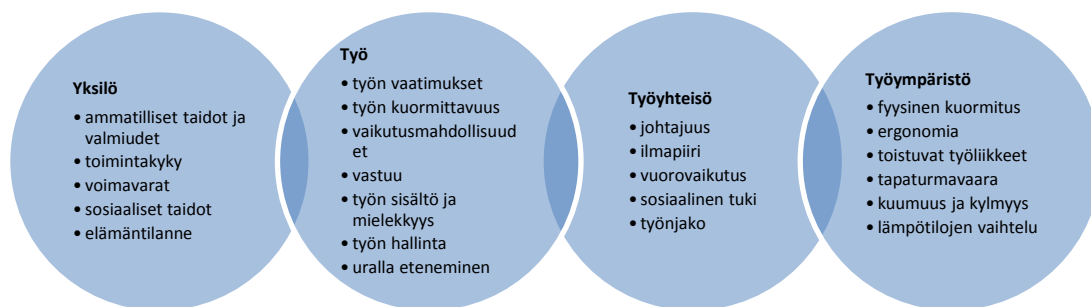 Yksilö
• ammatilliset taidot ja
valmiudet
• toimintakyky
• voimavarat
• sosiaaliset taidot
• elämäntilanne
Työ
• työn vaatimukset
• työn kuormittavuus
• vaikutusmahdollisuud
et
• vastuu
• työn sisältö ja
mielekkyys
• työn hallinta
• uralla eteneminen
Työyhteisö
• johtajuus
• ilmapiiri
• vuorovaikutus
• sosiaalinen tuki
• työnjako
Työympäristö
• fyysinen kuormitus
• ergonomia
• toistuvat työliikkeet
• tapaturmavaara
• kuumuus ja kylmyys
• lämpötilojen vaihtelu